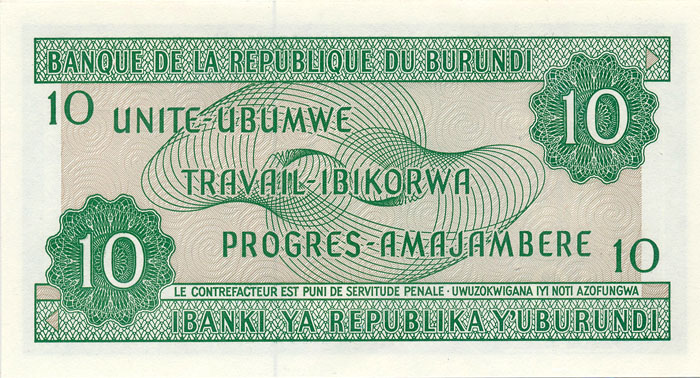 BANQUE DE LA REPUBLIQUE DU BURUNDI
10
10
UNITE-UBUMWE
TRAVAIL-IBIKORWA
PROGRES-AMAJAMBERE
10
10
LE CONTREFACTEUR EST PUNI DE SERVITUDE PENALE · UWUZOKWIGANA IYI NOTI AZOFUNGWA
IBANKI YA REPUBLIKA Y'UBURUNDI